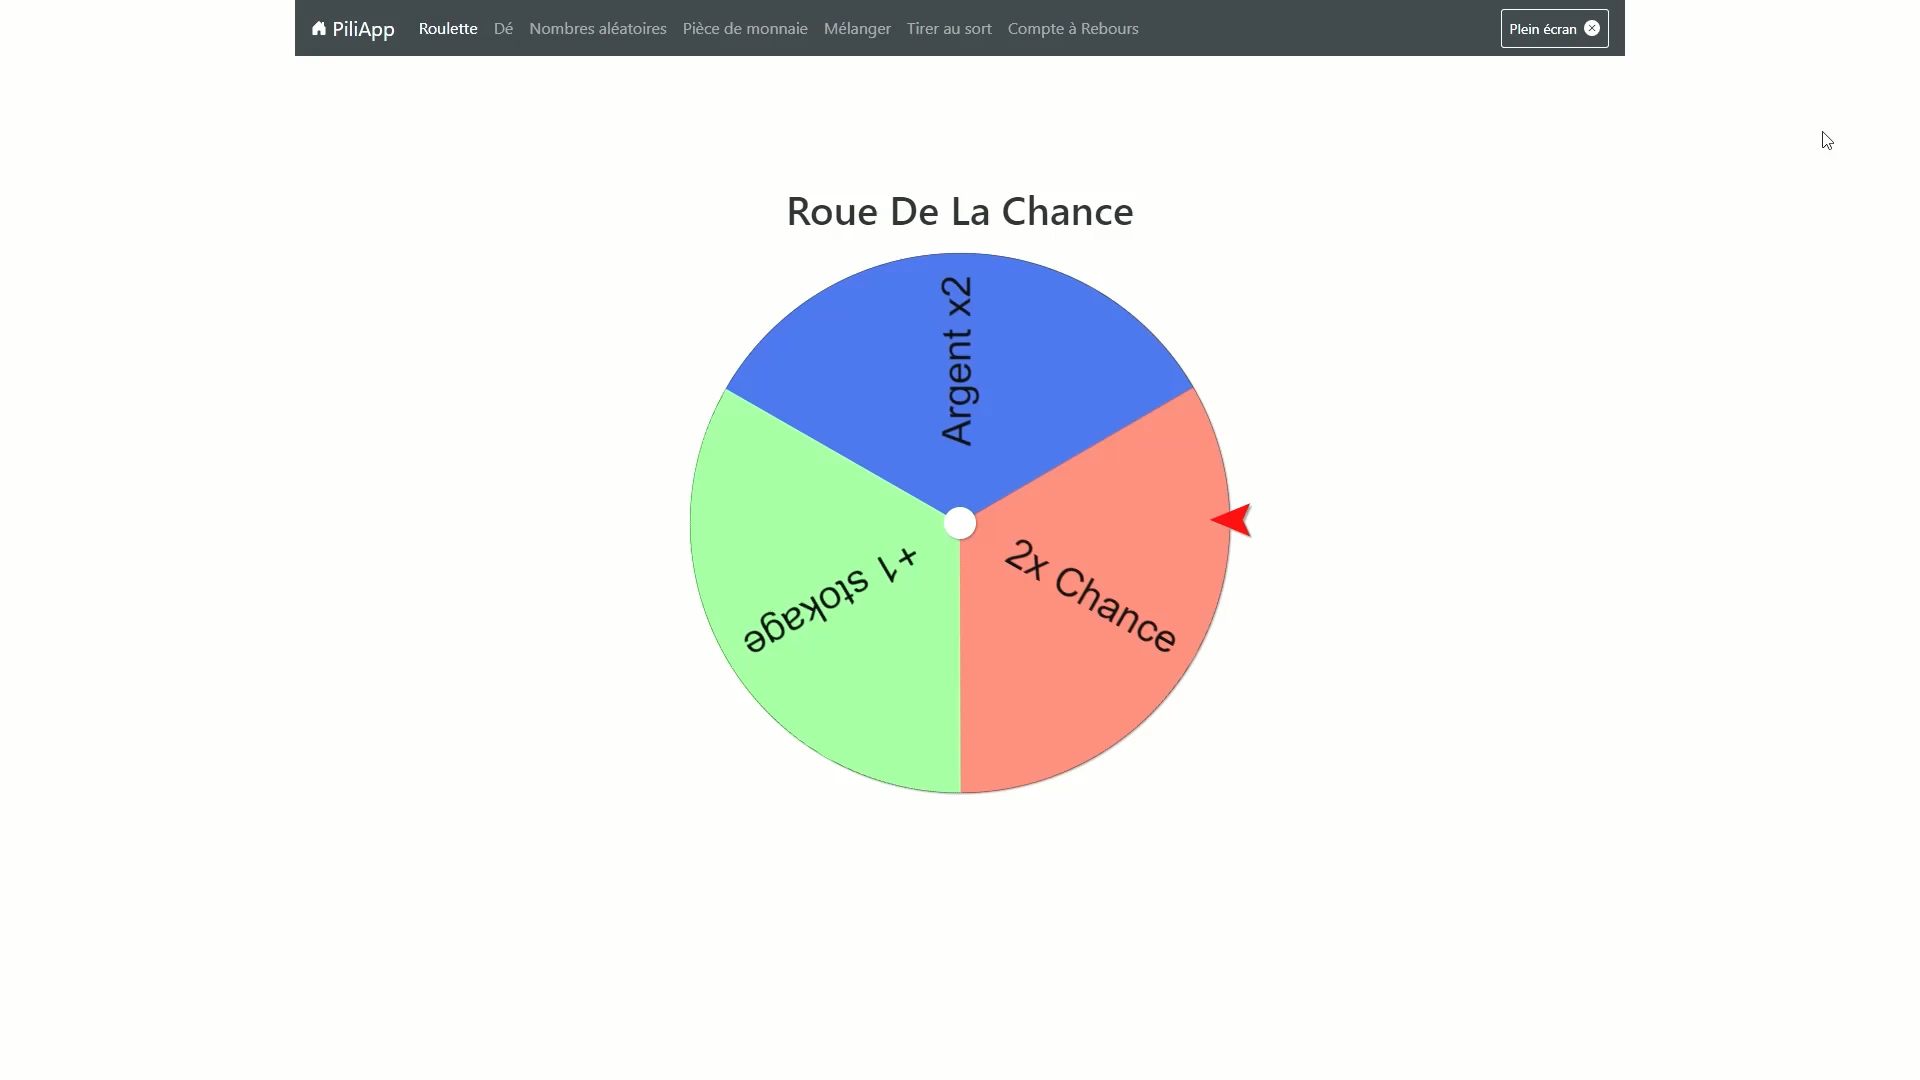 PiliApp Roulette Dé Nombres aléatoires Pièce de monnaie Mélanger Tirer au sort Compte à Rebours Plein écran
Roue De La Chance
Argent x2
2x Chance
+1 stokage